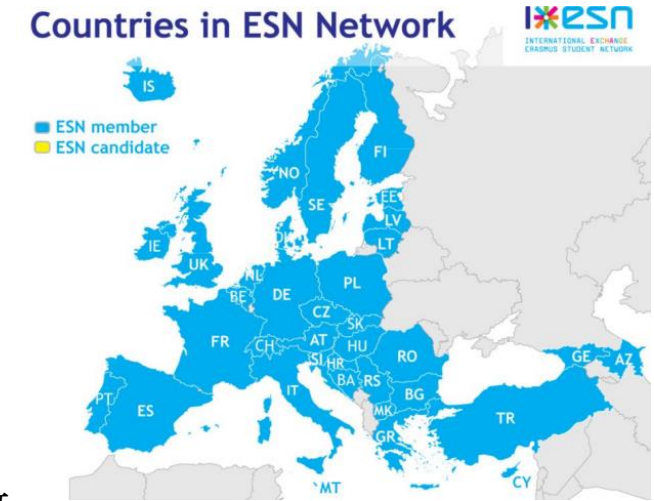 Countries in ESN Network
esn
INTERNATIONAL EXCHANGE
ERASMUS STUDENT NETWORK
ESN member
ESN candidate
IS
NO
SE
FI
EE
LV
LT
DK
IE
UK
NL
BE
DE
PL
CZ
SK
FR
CH
AT
HU
SI
HR
RO
BA
RS
IT
BG
MK
GR
PT
ES
MT
TR
GE
AZ
CY